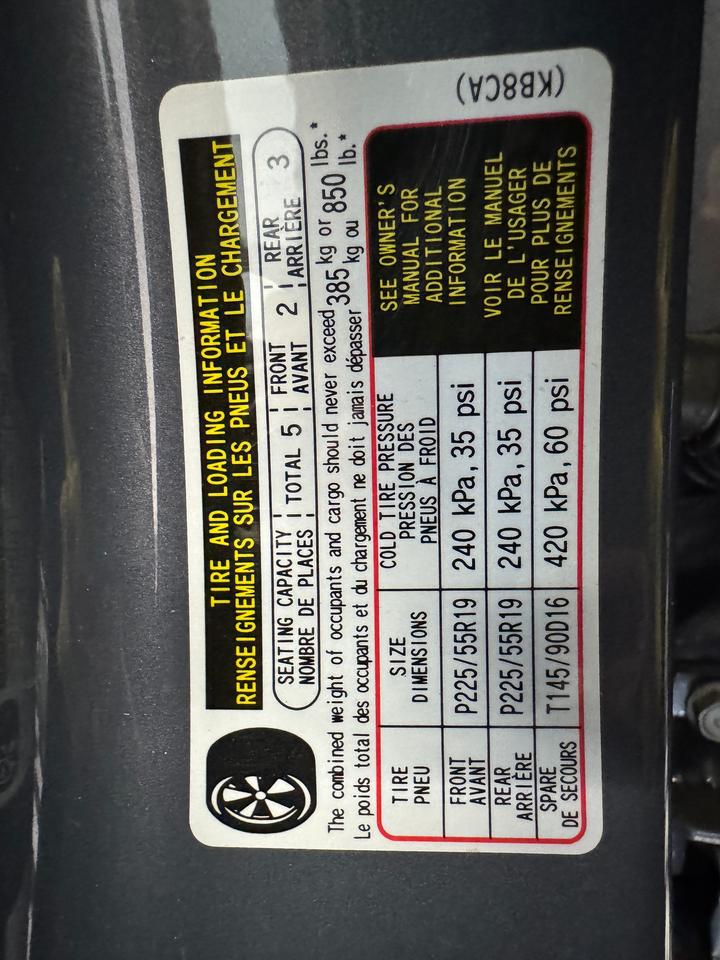 TIRE AND LOADING INFORMATION
RENSEIGNEMENTS SUR LES PNEUS ET LE CHARGEMENT
SEATING CAPACITY TOTAL 5 FRONT 2 REAR 3
NOMBRE DE PLACES AVANT ARRIÈRE
The combined weight of occupants and cargo should never exceed 385 kg or 850 lbs.*
Le poids total des occupants et du chargement ne doit jamais dépasser kg ou lb.*
TIRE
PNEU
SIZE
DIMENSIONS
COLD TIRE PRESSURE
PRESSION DES
PNEUS À FROID
FRONT
AVANT
P225/55R19
240 kPa, 35 psi
REAR
ARRIÈRE
P225/55R19
240 kPa, 35 psi
SPARE
DE SECOURS
T145/90D16
420 kPa, 60 psi
SEE OWNER'S
MANUAL FOR
ADDITIONAL
INFORMATION
VOIR LE MANUEL
DE L'USAGER
POUR PLUS DE
RENSEIGNEMENTS
(KB8CA)